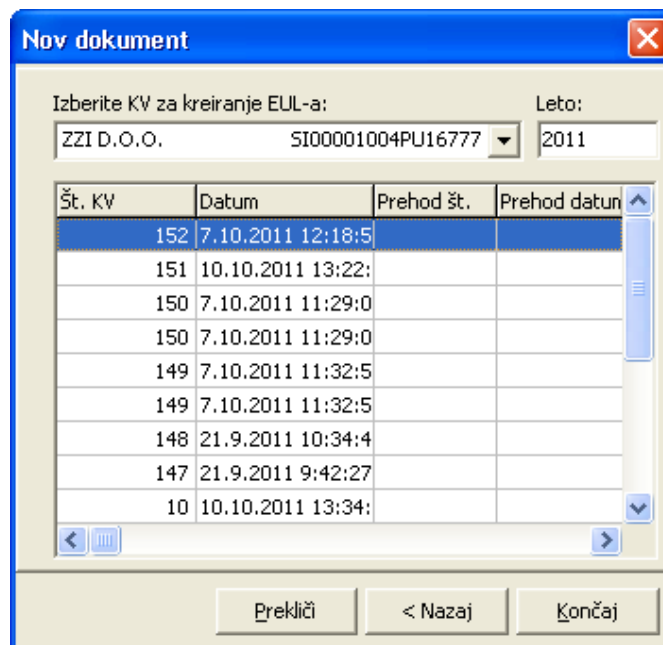 Nov dokument
Izberite KV za kreiranje EUL-a: Leto:
ZZI D.O.O. SI00001004PU16777 2011
Št. KV Datum Prehod št. Prehod datun
152 7.10.2011 12:18:5
151 10.10.2011 13:22:
150 7.10.2011 11:29:0
150 7.10.2011 11:29:0
149 7.10.2011 11:32:5
149 7.10.2011 11:32:5
148 21.9.2011 10:34:4
147 21.9.2011 9:42:27
10 10.10.2011 13:34:
Prekliči < Nazaj Končaj